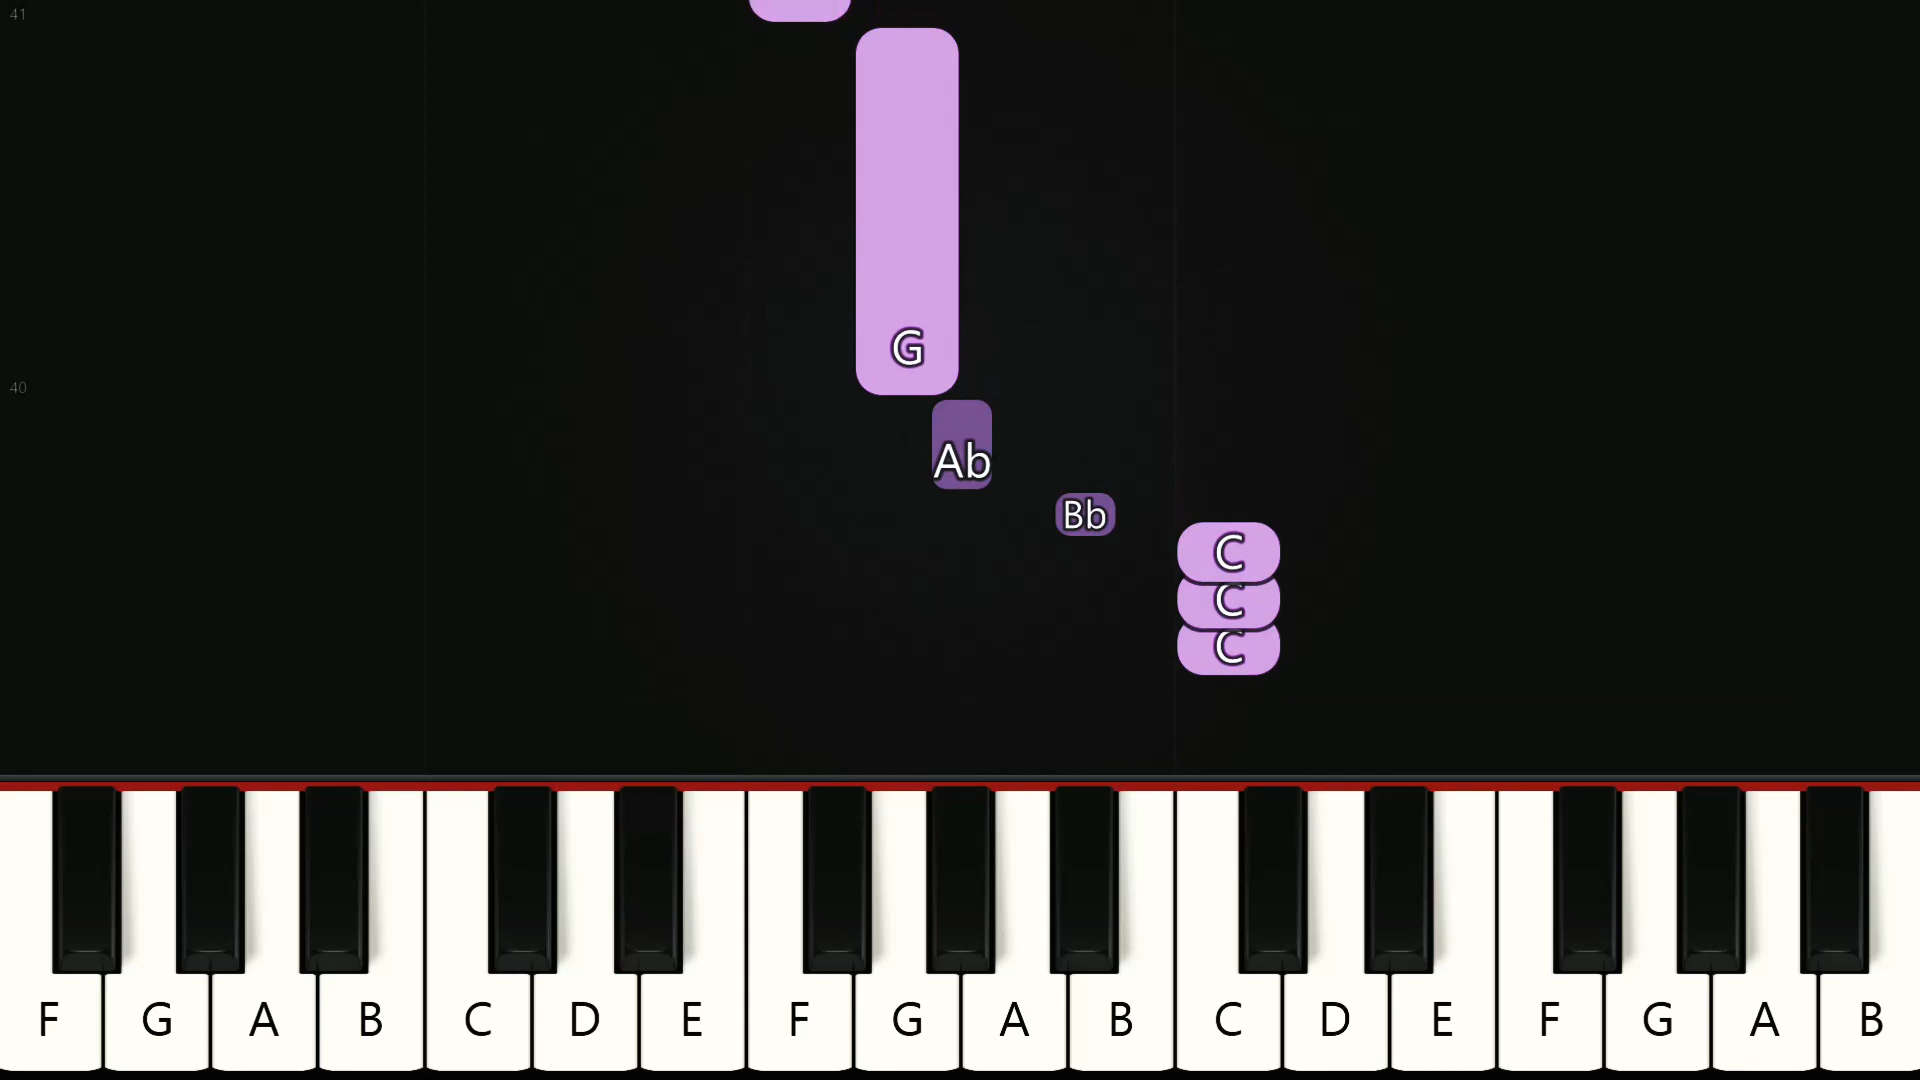 41
G
40
Ab
Bb
C
C
C
F G A B C D E F G A B C D E F G A B